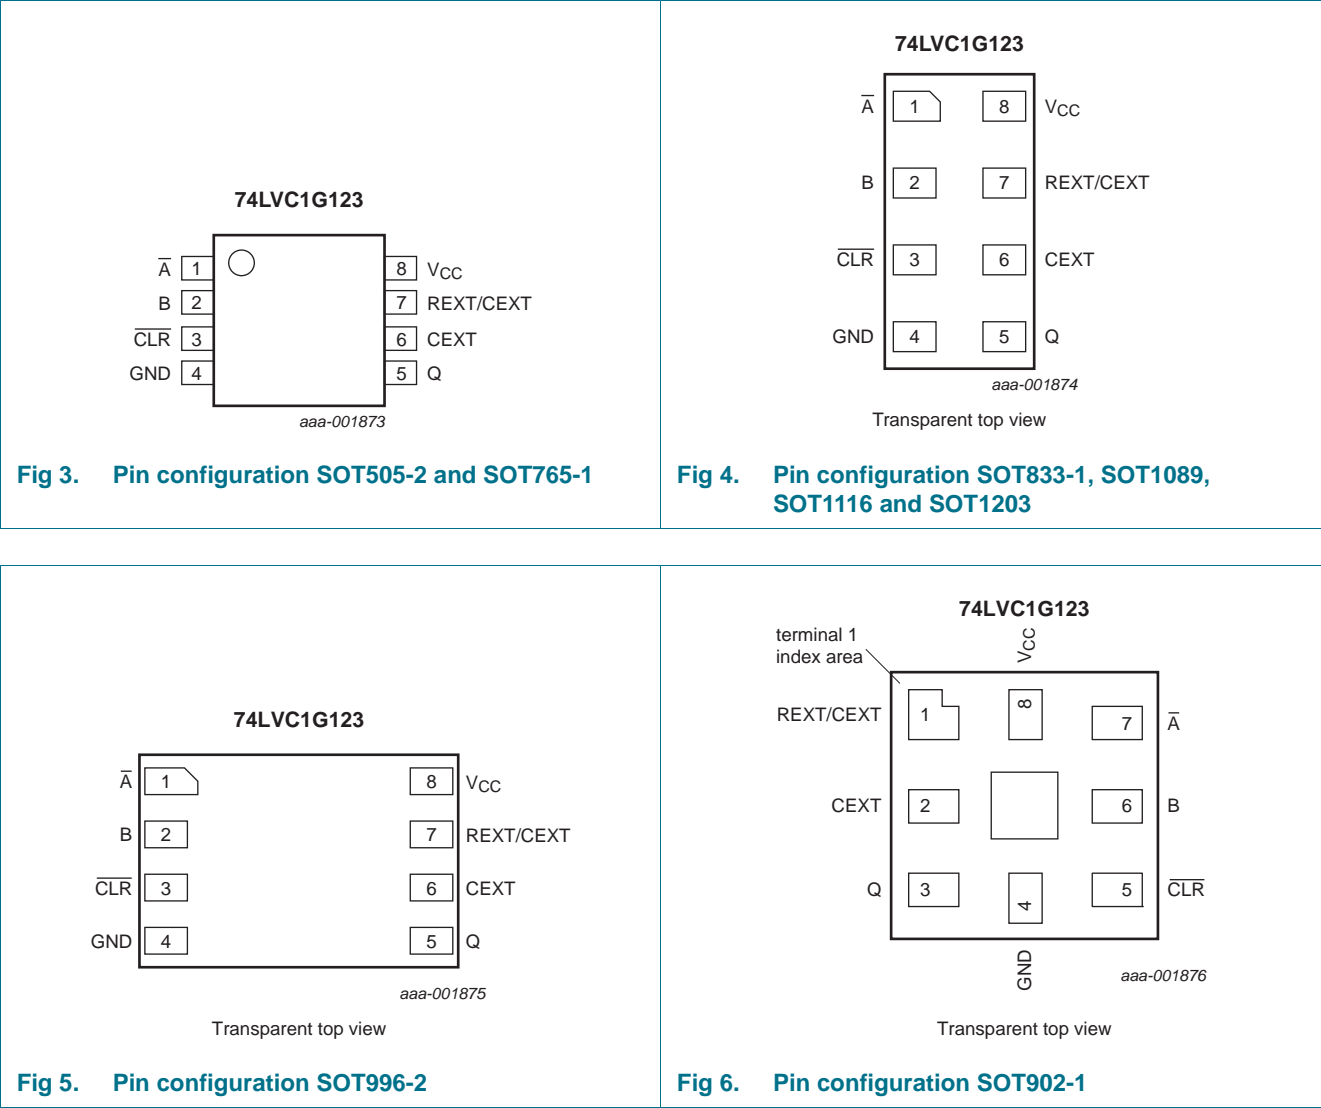 74LVC1G123
A 1
8 VCC
B 2
7 REXT/CEXT
CLR 3
6 CEXT
GND 4
5 Q
aaa-001873
Fig 3. Pin configuration SOT505-2 and SOT765-1
74LVC1G123
A 1
8 VCC
B 2
7 REXT/CEXT
CLR 3
6 CEXT
GND 4
5 Q
aaa-001874
Transparent top view
Fig 4. Pin configuration SOT833-1, SOT1089,
SOT1116 and SOT1203
74LVC1G123
A 1
8 VCC
B 2
7 REXT/CEXT
CLR 3
6 CEXT
GND 4
5 Q
aaa-001875
Transparent top view
Fig 5. Pin configuration SOT996-2
74LVC1G123
terminal 1
index area
VCC
REXT/CEXT 1
8
7 A
CEXT 2
6 B
Q 3
4
5 CLR
GND
aaa-001876
Transparent top view
Fig 6. Pin configuration SOT902-1